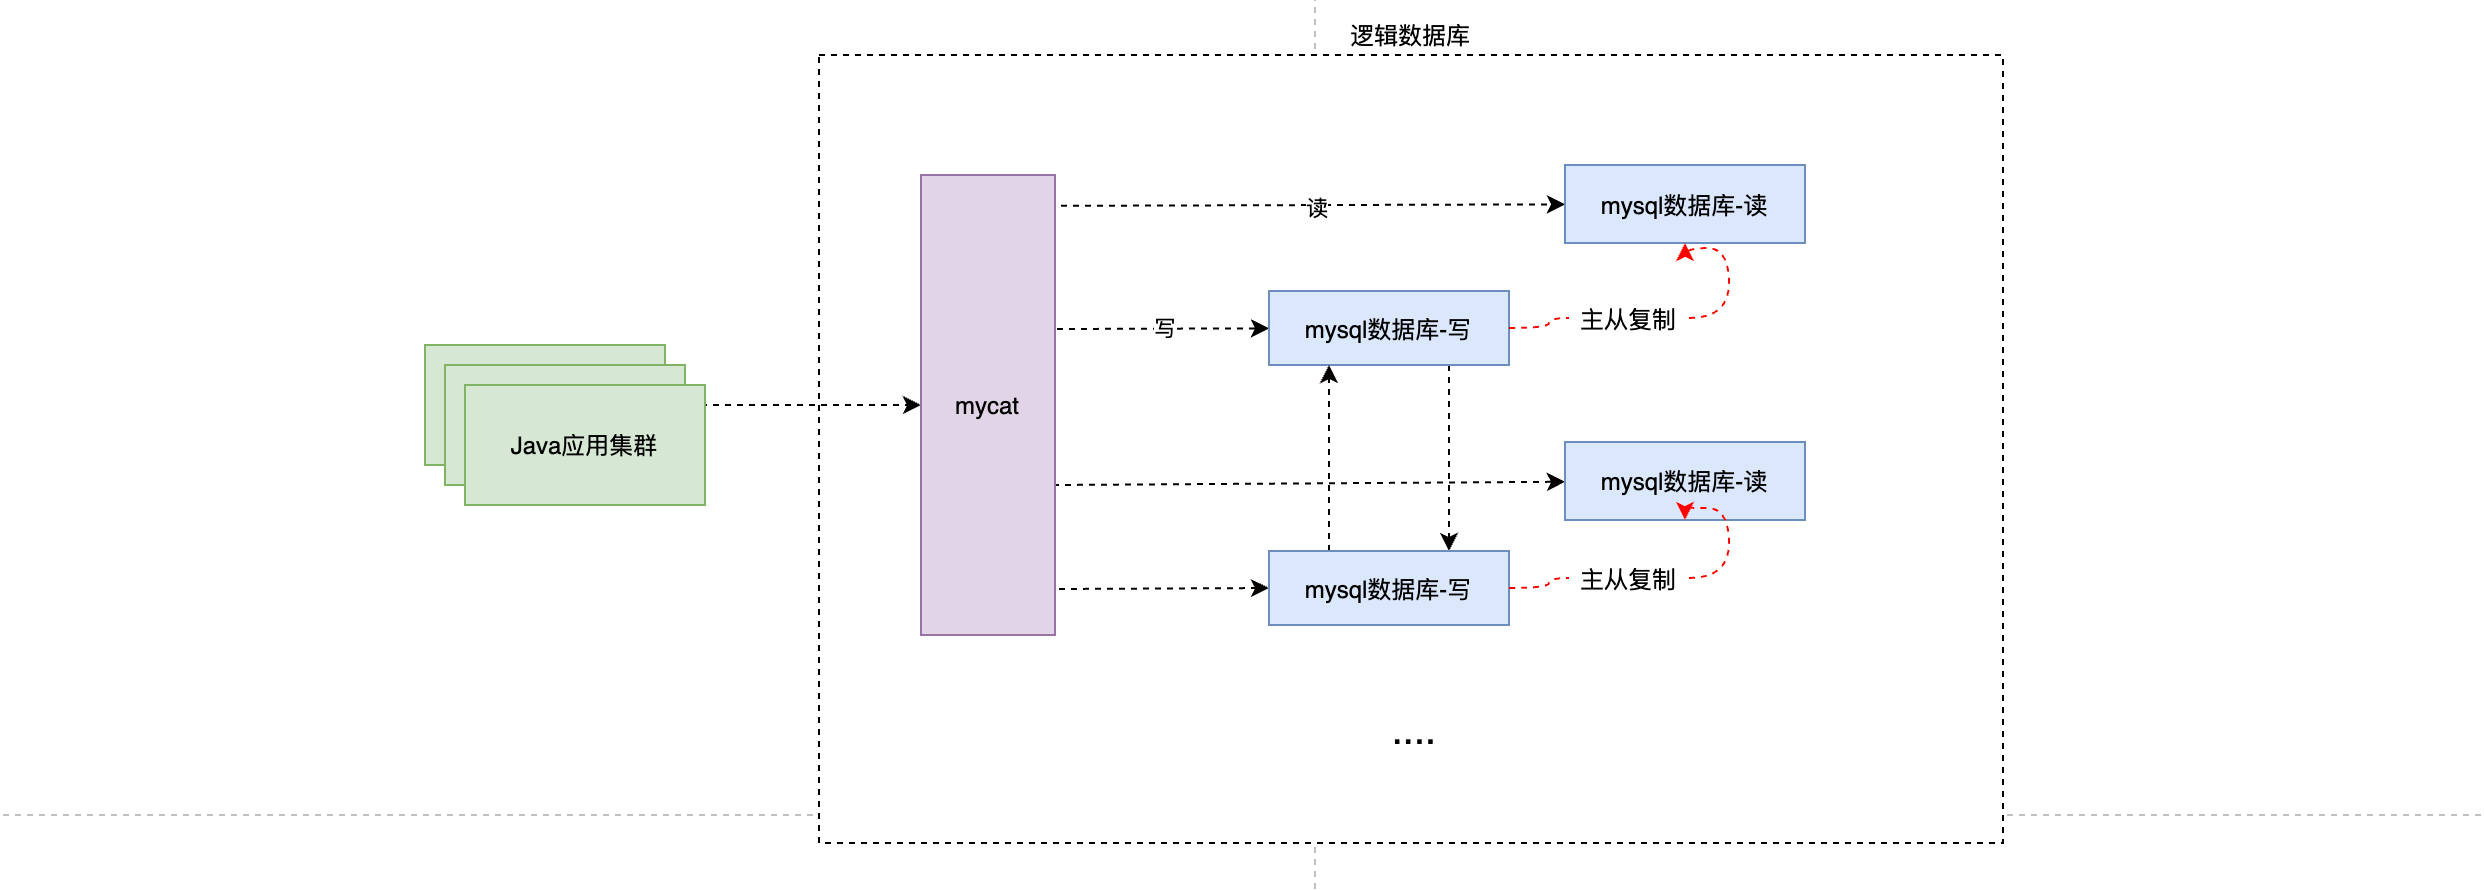 逻辑数据库
读
mysql数据库-读
写
mysql数据库-写
主从复制
mycat
Java应用集群
mysql数据库-读
mysql数据库-写
主从复制
....